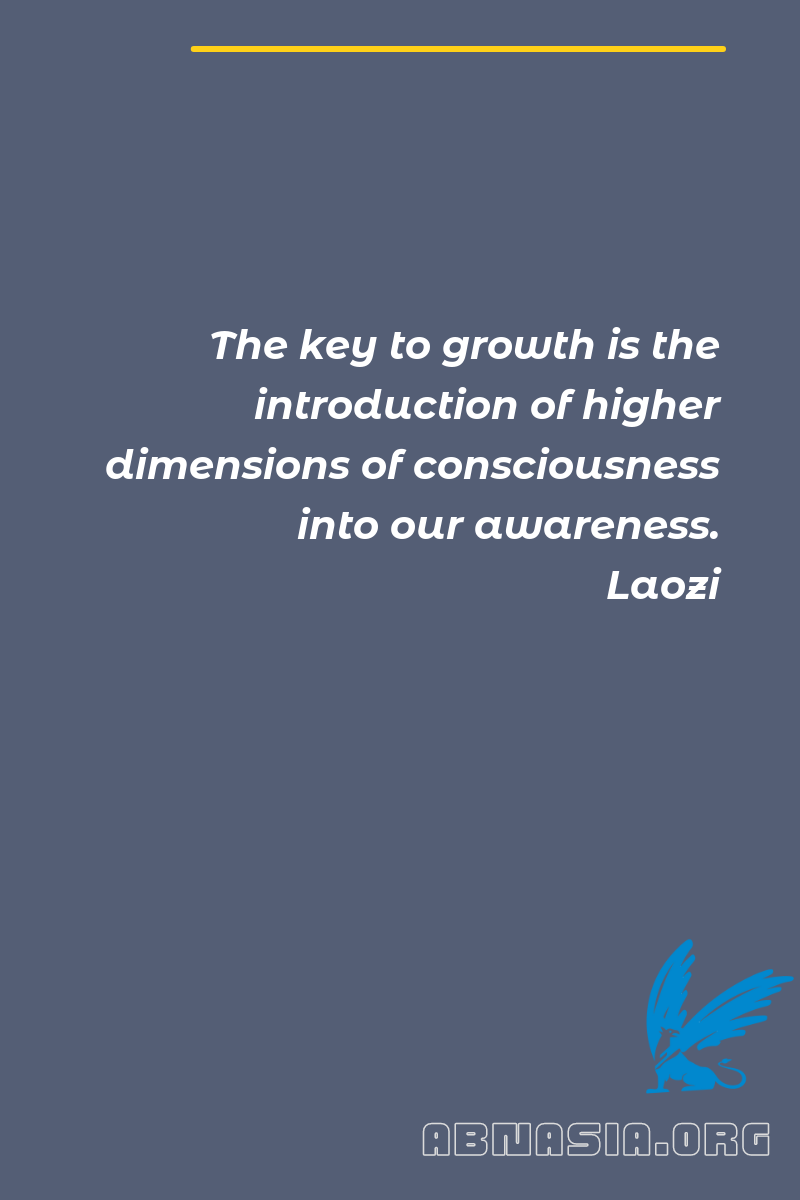 The key to growth is the
introduction of higher
dimensions of consciousness
into our awareness.
Laozi
ABNASIA.ORG